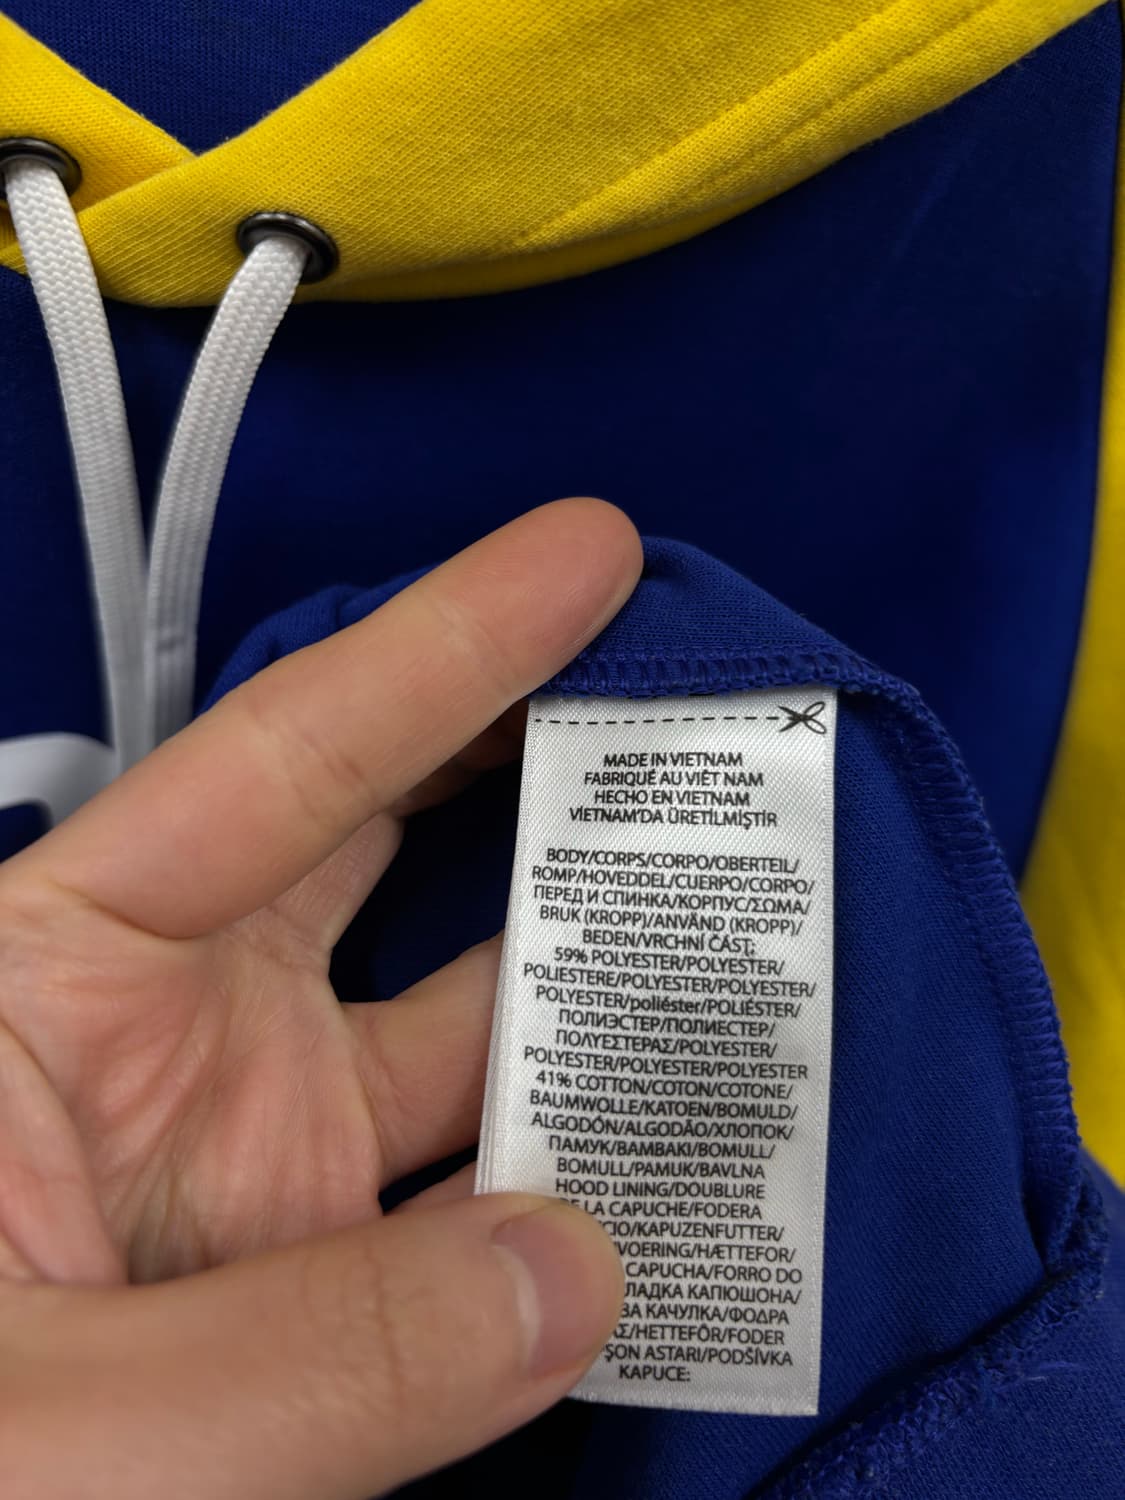 MADE IN VIETNAM
FABRIQUÉ AU VIÊT NAM
HECHO EN VIETNAM
VİETNAM'DA ÜRETİLMİŞTİR
BODY/CORPS/CORPO/OBERTEIL/
ROMP/HOVEDDEL/CUERPO/CORPO/
ПЕРЕД И СПИНКА/КОРПУС/ΣΩΜΑ/
BRUK (KROPP)/ANVÄND (KROPP)/
BEDEN/VRCHNÍ ČÁST:
59% POLYESTER/POLYESTER/
POLIESTERE/POLYESTER/POLYESTER/
POLYESTER/poliéster/POLIÉSTER/
ПОЛИЭСТЕР/ПОЛИЕСТЕР/
ΠΟΛΥΕΣΤΕΡΑΣ/POLYESTER/
POLYESTER/POLYESTER/POLYESTER
41% COTTON/COTON/COTONE/
BAUMWOLLE/KATOEN/BOMULD/
ALGODÓN/ALGODÃO/ХЛОПОК/
ПАМУК/ΒΑΜΒΑΚΙ/BOMULL/
BOMULL/PAMUK/BAVLNA
HOOD LINING/DOUBLURE
LA CAPUCHE/FODERA
/KAPUZENFUTTER/
/HÆTTEFOR/
CAPUCHA/FORRO DO
КАПЮШОНА/
ЗА КАЧУЛКА/ΦΟΔΡΑ
/HETTEFÔR/FODER
ASTARI/PODŠÍVKA
KAPUCE: